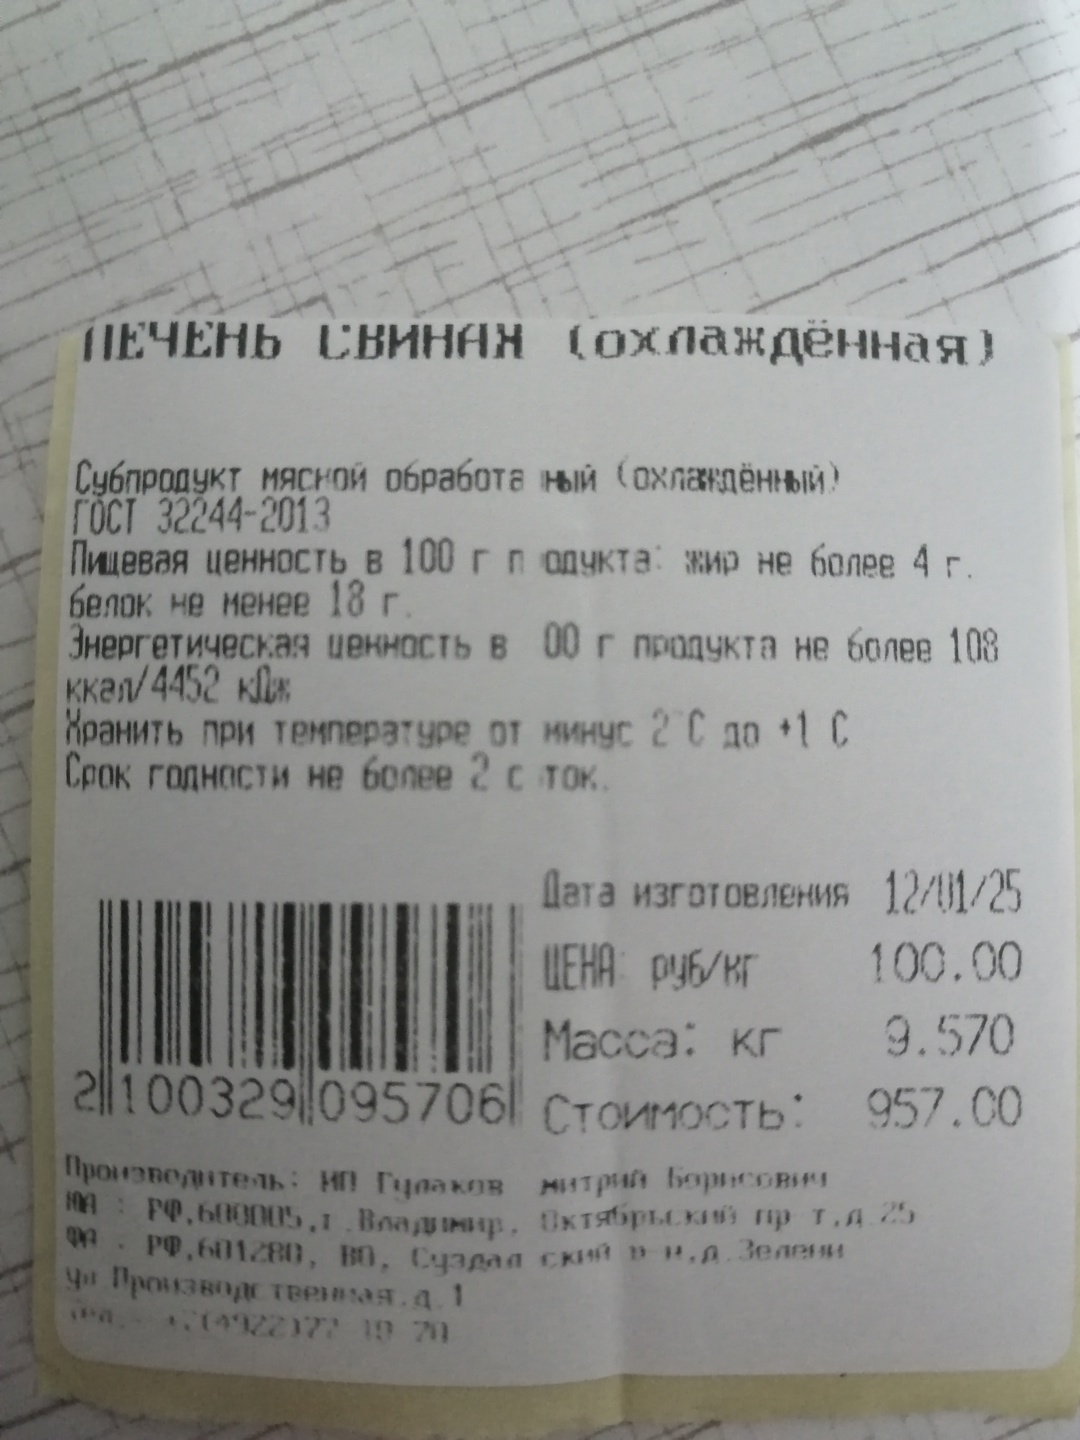 ПЕЧЕНЬ СВИНАЯ (охлаждённая)
Субпродукт мясной обработа ный (охлаждённый)
ГОСТ 32244-2013
Пищевая ценность в 100 г п одукта: жир не более 4 г.
белок не менее 18 г.
Энергетическая ценность в 00 г продукта не более 108
ккал/4452 кДж
Хранить при температуре от минус 2°C до +1 C
Срок годности не более 2 с ток.
Дата изготовления 12/01/25
ЦЕНА: руб/кг 100.00
Масса: кг 9.570
Стоимость: 957.00
2 100329 095706
Производитель: ИП Гулаков митрий Борисович
ЮА : РФ,600005,г.Владимир, Октябрьский пр-т,д.25
ФА : РФ,601280, ВО, Суздал ский р-н,д.
ул.Производственная,д.1